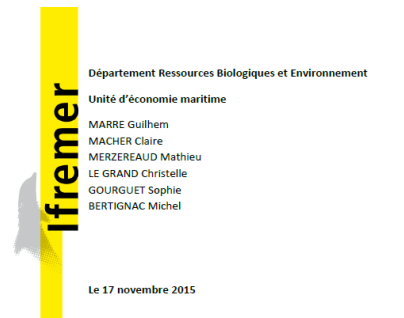 Ifremer
Département Ressources Biologiques et Environnement
Unité d'économie maritime
MARRE Guilhem
MACHER Claire
MERZEREAUD Mathieu
LE GRAND Christelle
GOURGUET Sophie
BERTIGNAC Michel
Le 17 novembre 2015